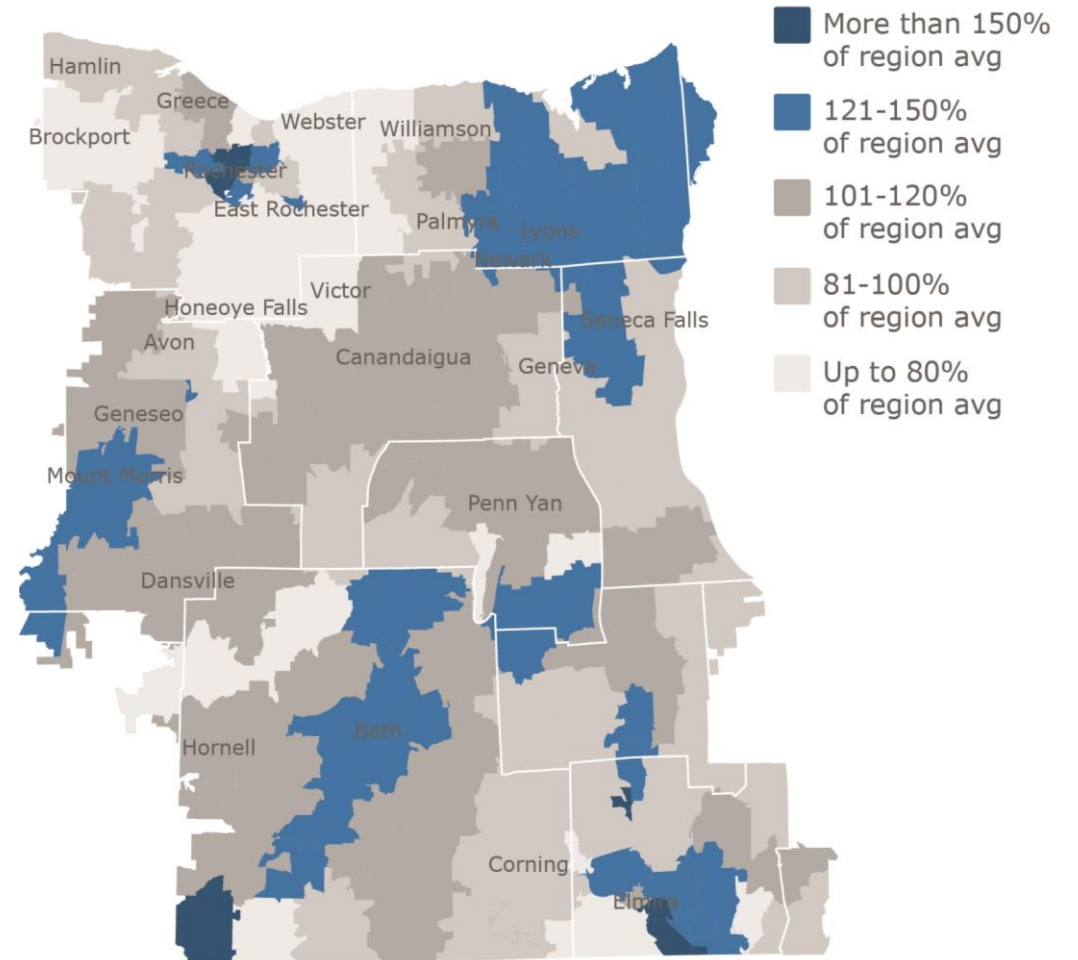 More than 150%
of region avg
121-150%
of region avg
101-120%
of region avg
81-100%
of region avg
Up to 80%
of region avg
Hamlin
Greece
Webster
Williamson
Brockport
Rochester
East Rochester
Palmyra
Lyons
Newark
Victor
Honeoye Falls
Seneca Falls
Avon
Canandaigua
Geneva
Geneseo
Mount Morris
Penn Yan
Dansville
Bath
Hornell
Corning
Elmira